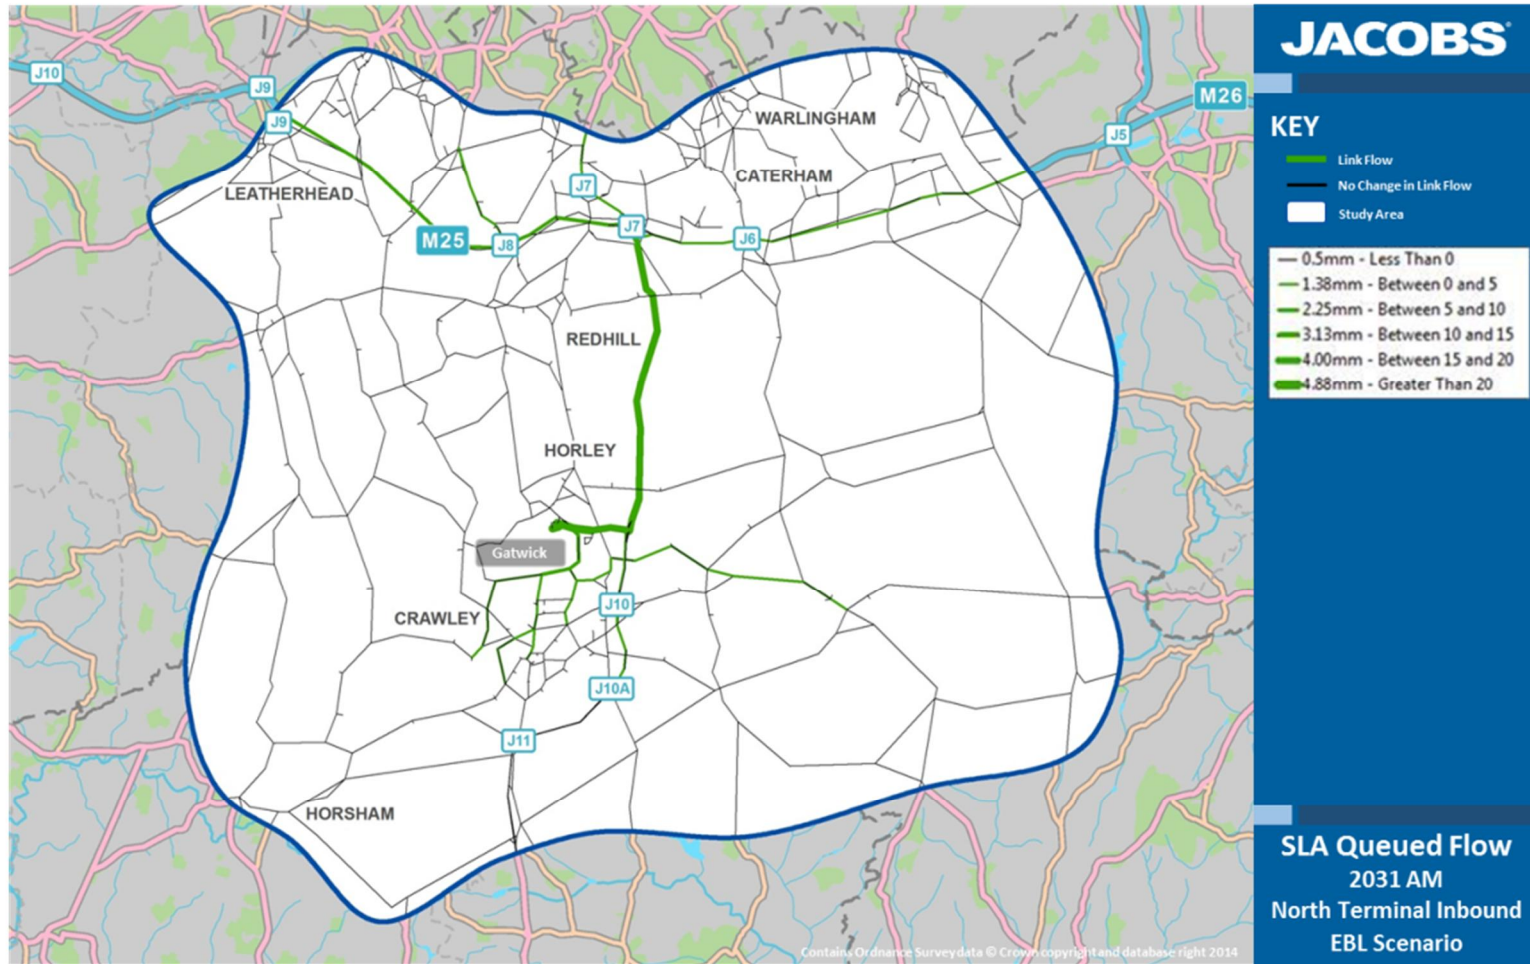 JACOBS
KEY
Link Flow
No Change in Link Flow
Study Area
0.5mm - Less Than 0
1.38mm - Between 0 and 5
2.25mm - Between 5 and 10
3.13mm - Between 10 and 15
4.00mm - Between 15 and 20
4.88mm - Greater Than 20
J10
J9
J9
M26
J5
WARLINGHAM
CATERHAM
LEATHERHEAD
J7
J7
M25
J8
J6
REDHILL
HORLEY
Gatwick
CRAWLEY
J10
J10A
J11
HORSHAM
SLA Queued Flow
2031 AM
North Terminal Inbound
EBL Scenario
Contains Ordnance Survey data © Crown copyright and database right 2014